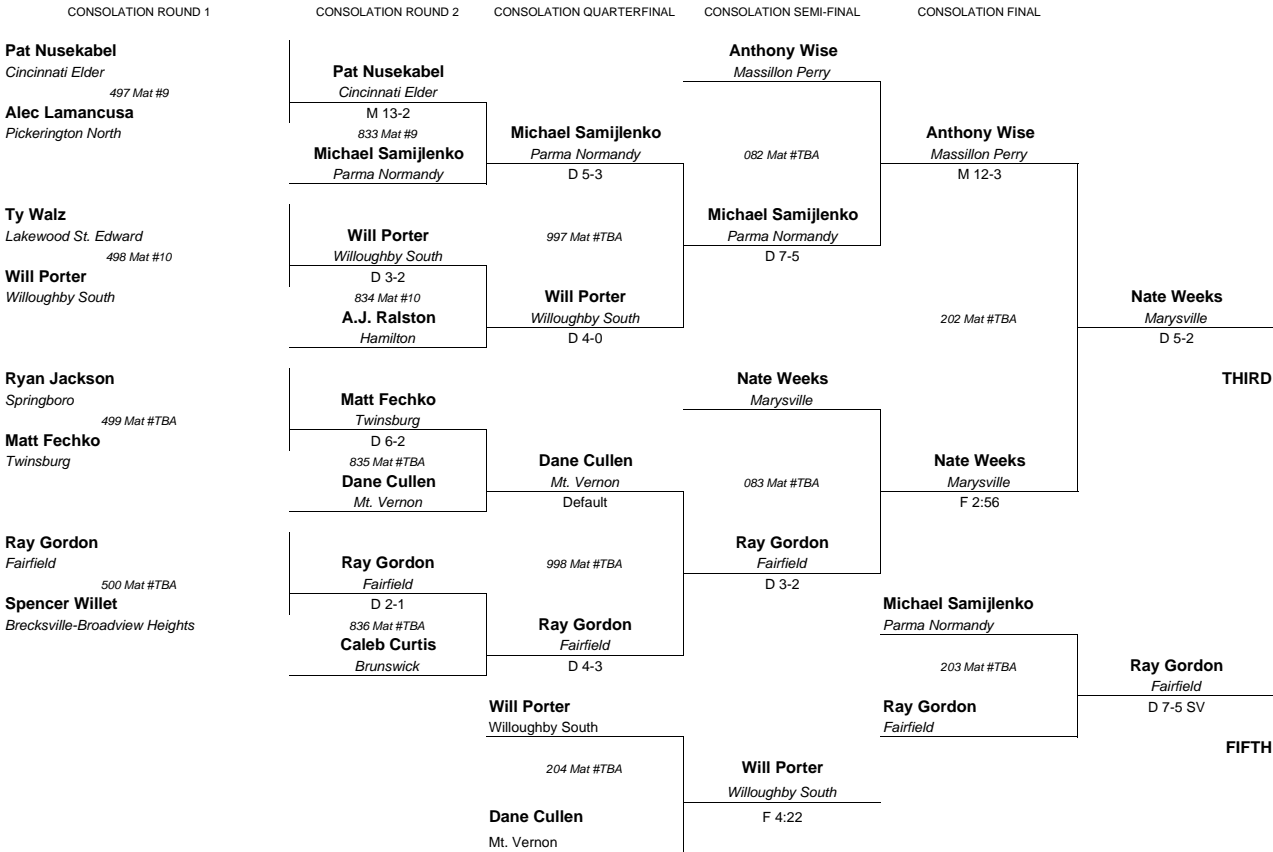 CONSOLATION ROUND 1
CONSOLATION ROUND 2
CONSOLATION QUARTERFINAL
CONSOLATION SEMI-FINAL
CONSOLATION FINAL
Pat Nusekabel
Cincinnati Elder
497 Mat #9
Alec Lamancusa
Pickerington North
Ty Walz
Lakewood St. Edward
498 Mat #10
Will Porter
Willoughby South
Ryan Jackson
Springboro
499 Mat #TBA
Matt Fechko
Twinsburg
Ray Gordon
Fairfield
500 Mat #TBA
Spencer Willet
Brecksville-Broadview Heights
Pat Nusekabel
Cincinnati Elder
M 13-2
833 Mat #9
Michael Samijlenko
Parma Normandy
Will Porter
Willoughby South
D 3-2
834 Mat #10
A.J. Ralston
Hamilton
Matt Fechko
Twinsburg
D 6-2
835 Mat #TBA
Dane Cullen
Mt. Vernon
Ray Gordon
Fairfield
D 2-1
836 Mat #TBA
Caleb Curtis
Brunswick
Michael Samijlenko
Parma Normandy
D 5-3
997 Mat #TBA
Will Porter
Willoughby South
D 4-0
Dane Cullen
Mt. Vernon
Default
998 Mat #TBA
Ray Gordon
Fairfield
D 4-3
Will Porter
Willoughby South
204 Mat #TBA
Dane Cullen
Mt. Vernon
Anthony Wise
Massillon Perry
082 Mat #TBA
Michael Samijlenko
Parma Normandy
D 7-5
Nate Weeks
Marysville
083 Mat #TBA
Ray Gordon
Fairfield
D 3-2
Will Porter
Willoughby South
F 4:22
Anthony Wise
Massillon Perry
M 12-3
202 Mat #TBA
Nate Weeks
Marysville
F 2:56
Michael Samijlenko
Parma Normandy
203 Mat #TBA
Ray Gordon
Fairfield
Nate Weeks
Marysville
D 5-2
THIRD
Ray Gordon
Fairfield
D 7-5 SV
FIFTH